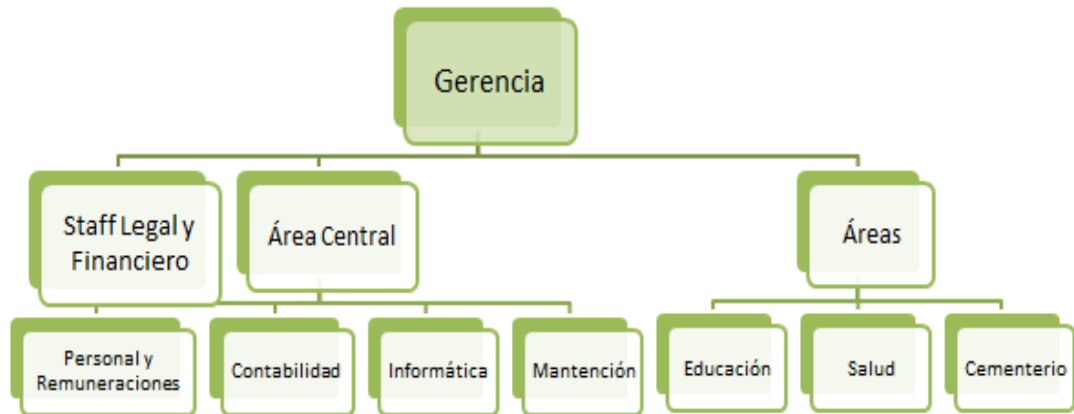 Gerencia
Staff Legal y
Financiero
Área Central
Áreas
Personal y
Remuneraciones
Contabilidad
Informática
Mantención
Educación
Salud
Cementerio